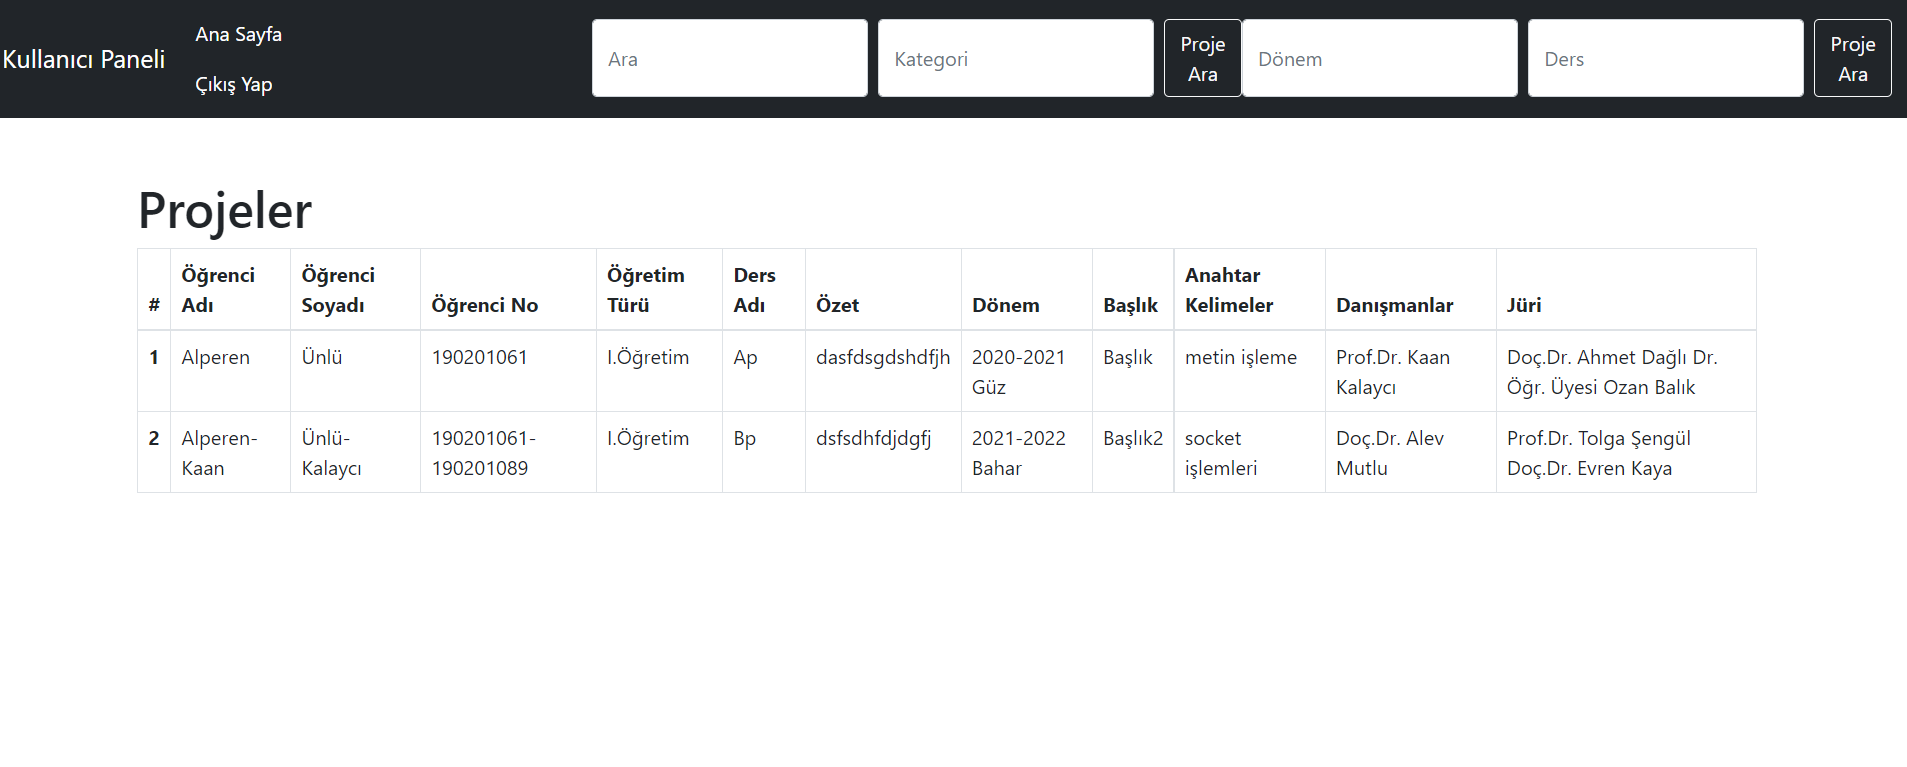 Kullanıcı Paneli
Ana Sayfa
Çıkış Yap
Ara
Kategori
Proje
Ara
Dönem
Ders
Proje
Ara
Projeler
#
Öğrenci
Adı
Öğrenci
Soyadı
Öğrenci No
Öğretim
Türü
Ders
Adı
Özet
Dönem
Başlık
Anahtar
Kelimeler
Danışmanlar
Jüri
1
Alperen
Ünlü
190201061
I.Öğretim
Ap
dasfdsgdshdfjh
2020-2021
Güz
Başlık
metin işleme
Prof.Dr. Kaan
Kalaycı
Doç.Dr. Ahmet Dağlı Dr.
Öğr. Üyesi Ozan Balık
2
Alperen-
Kaan
Ünlü-
Kalaycı
190201061-
190201089
I.Öğretim
Bp
dsfsdhfdjdgfj
2021-2022
Bahar
Başlık2
socket
işlemleri
Doç.Dr. Alev
Mutlu
Prof.Dr. Tolga Şengül
Doç.Dr. Evren Kaya